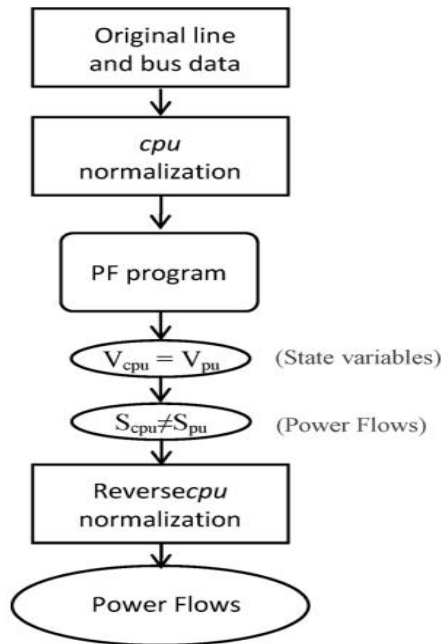 Original line
and bus data
cpu
normalization
PF program
V_cpu = V_pu
(State variables)
S_cpu≠S_pu
(Power Flows)
Reversecpu
normalization
Power Flows